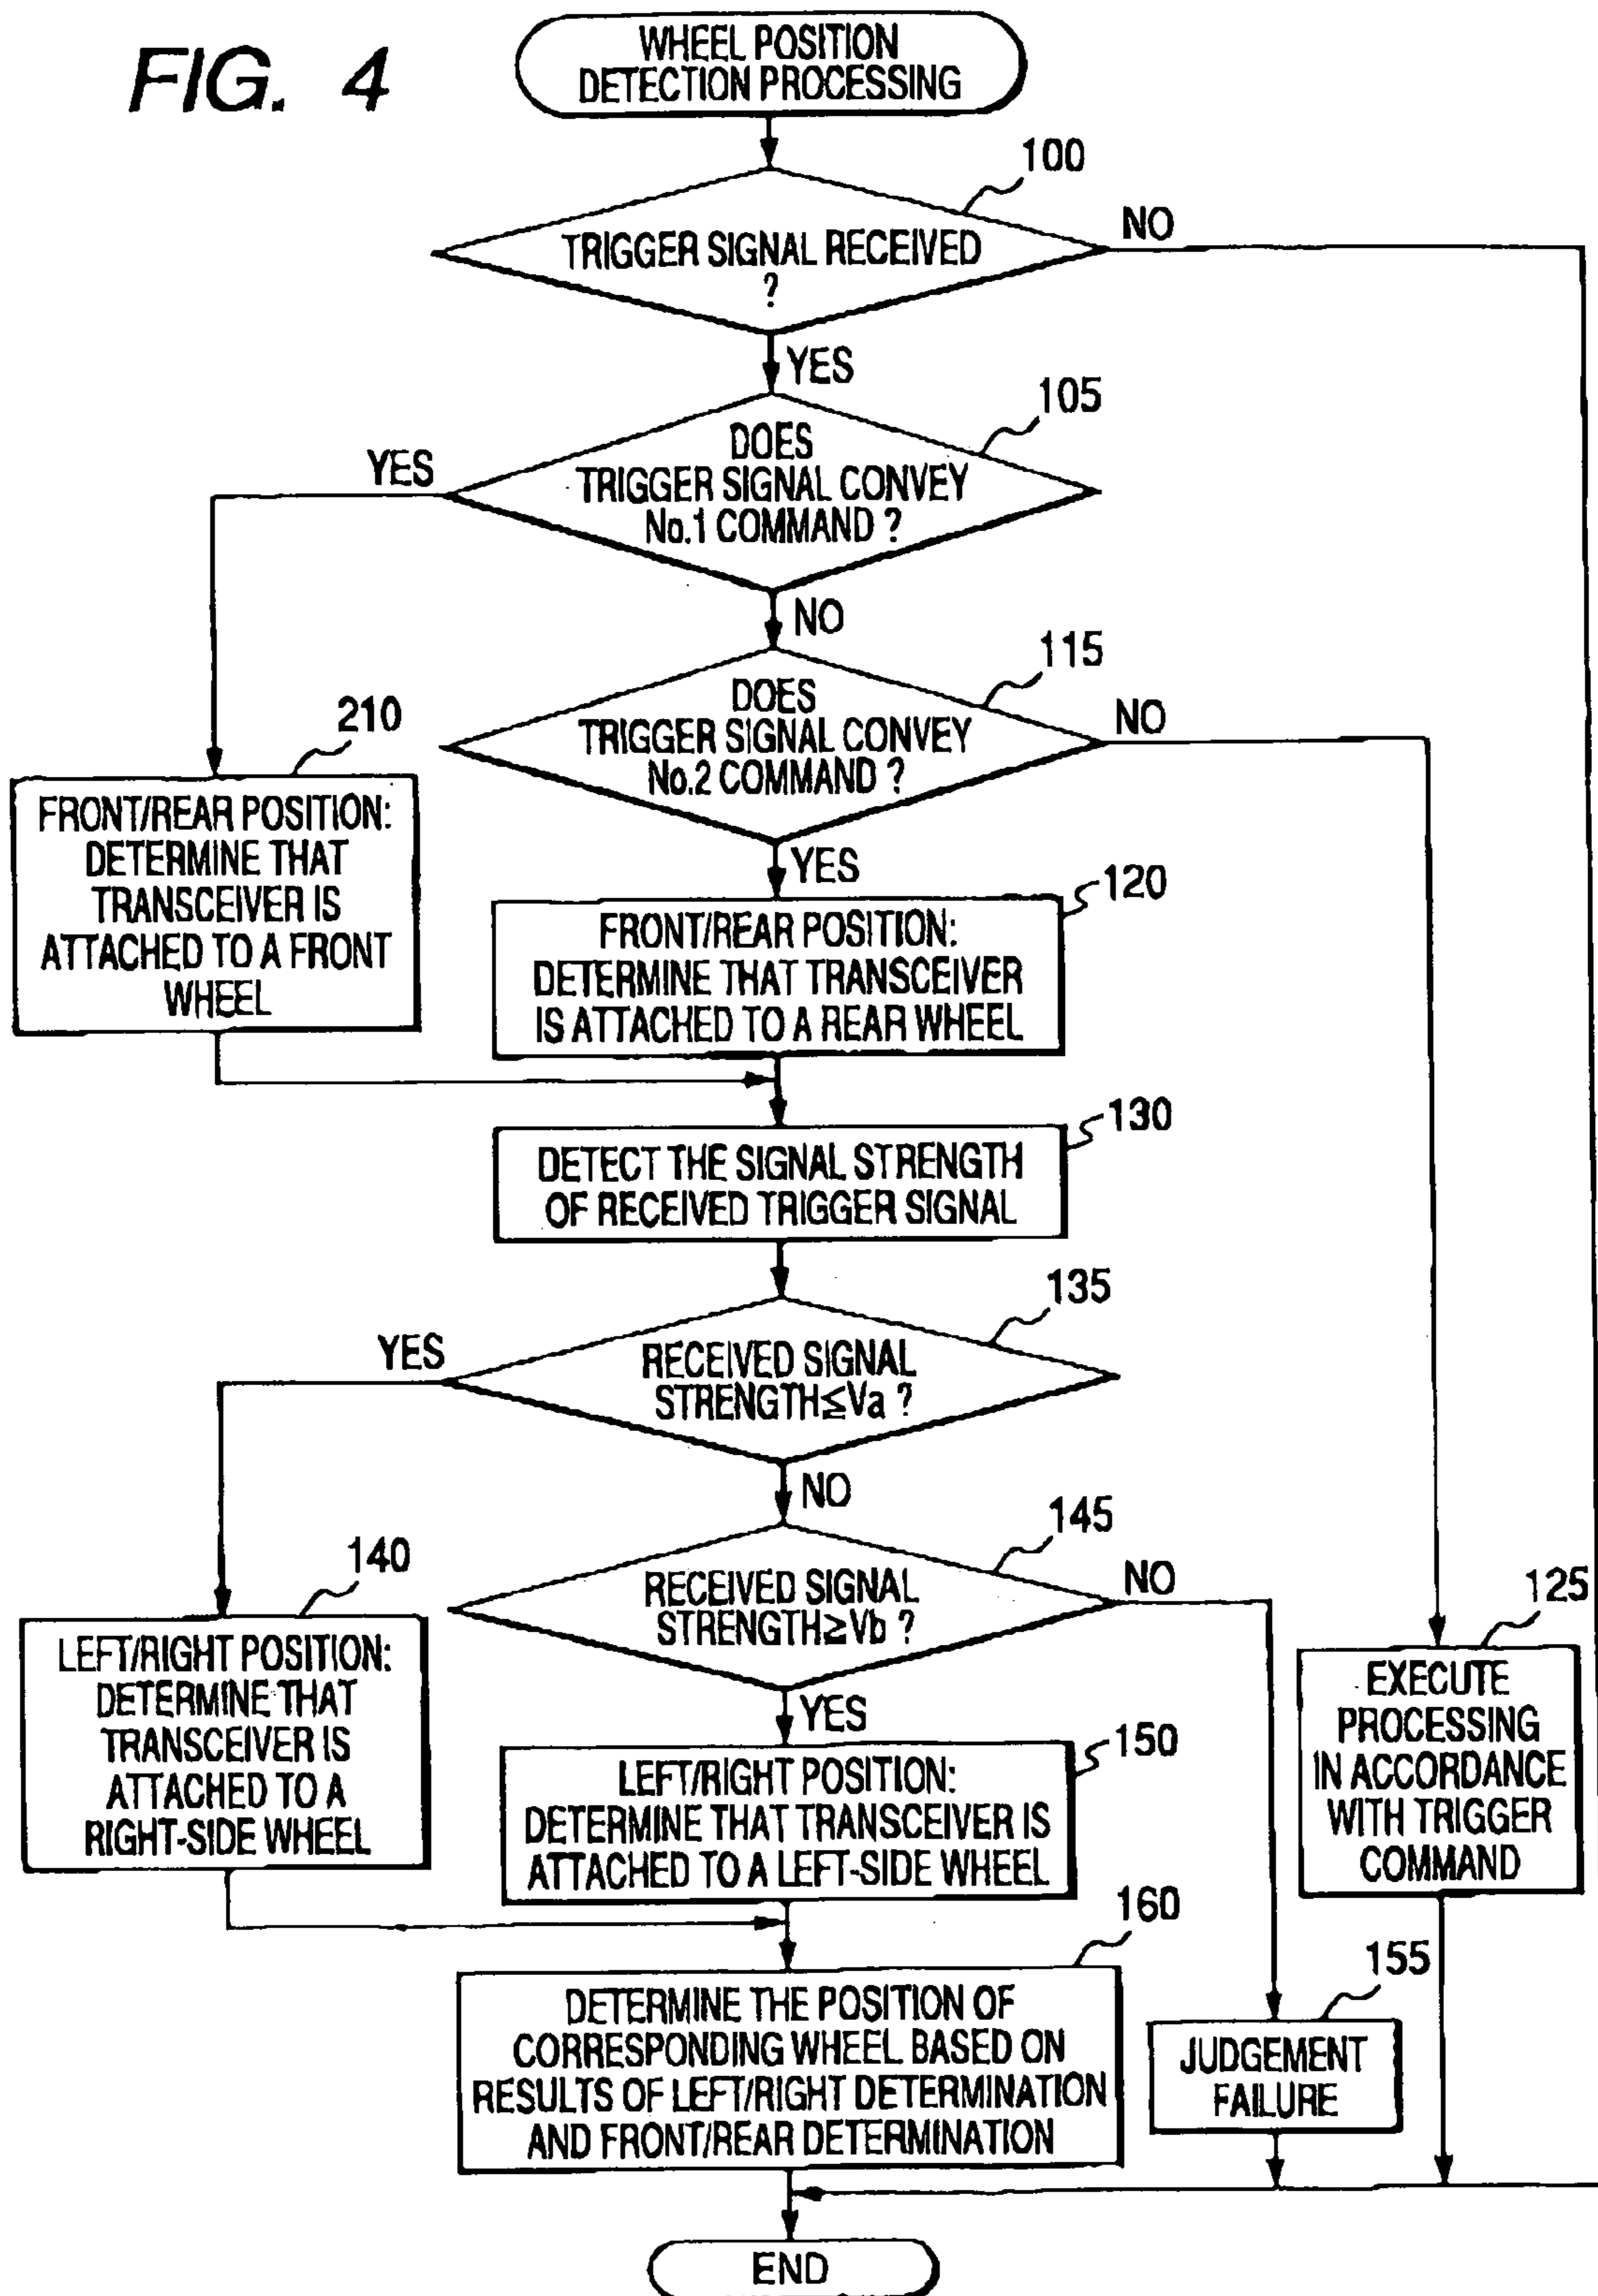 FIG. 4
WHEEL POSITION
DETECTION PROCESSING
100
TRIGGER SIGNAL RECEIVED
?
NO
YES
105
DOES
TRIGGER SIGNAL CONVEY
No.1 COMMAND ?
YES
NO
115
DOES
TRIGGER SIGNAL CONVEY
No.2 COMMAND ?
NO
YES
210
FRONT/REAR POSITION:
DETERMINE THAT
TRANSCEIVER IS
ATTACHED TO A FRONT
WHEEL
120
FRONT/REAR POSITION:
DETERMINE THAT TRANSCEIVER
IS ATTACHED TO A REAR WHEEL
130
DETECT THE SIGNAL STRENGTH
OF RECEIVED TRIGGER SIGNAL
135
RECEIVED SIGNAL
STRENGTH≦Va ?
YES
NO
145
RECEIVED SIGNAL
STRENGTH≧Vb ?
NO
YES
140
LEFT/RIGHT POSITION:
DETERMINE THAT
TRANSCEIVER IS
ATTACHED TO A
RIGHT-SIDE WHEEL
150
LEFT/RIGHT POSITION:
DETERMINE THAT TRANSCEIVER IS
ATTACHED TO A LEFT-SIDE WHEEL
125
EXECUTE
PROCESSING
IN ACCORDANCE
WITH TRIGGER
COMMAND
160
DETERMINE THE POSITION OF
CORRESPONDING WHEEL BASED ON
RESULTS OF LEFT/RIGHT DETERMINATION
AND FRONT/REAR DETERMINATION
155
JUDGEMENT
FAILURE
END